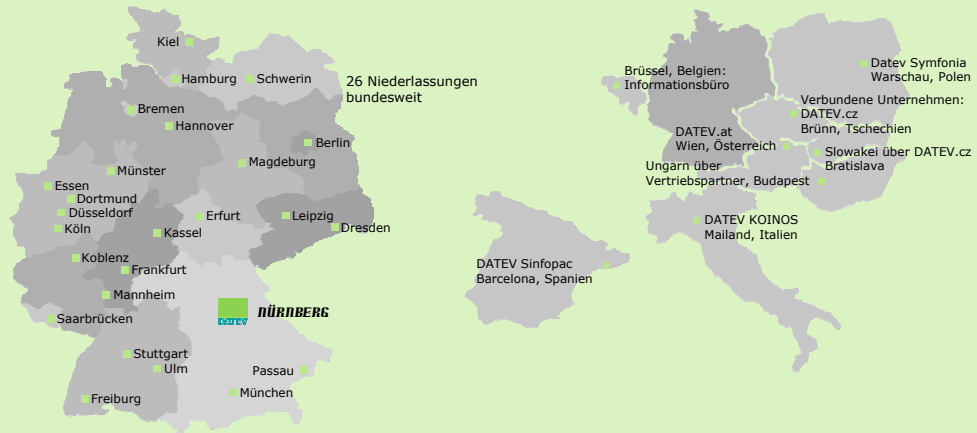 Kiel
Hamburg
Schwerin
26 Niederlassungen
bundesweit
Bremen
Hannover
Berlin
Münster
Magdeburg
Essen
Dortmund
Düsseldorf
Köln
Erfurt
Leipzig
Kassel
Dresden
Koblenz
Frankfurt
Mannheim
Saarbrücken
DATEV
NÜRNBERG
Stuttgart
Ulm
Passau
München
Freiburg
Brüssel, Belgien:
Informationsbüro
Datev Symfonia
Warschau, Polen
Verbundene Unternehmen:
DATEV.cz
Brünn, Tschechien
DATEV.at
Wien, Österreich
Slowakei über DATEV.cz
Bratislava
Ungarn über
Vertriebspartner, Budapest
DATEV KOINOS
Mailand, Italien
DATEV Sinfopac
Barcelona, Spanien